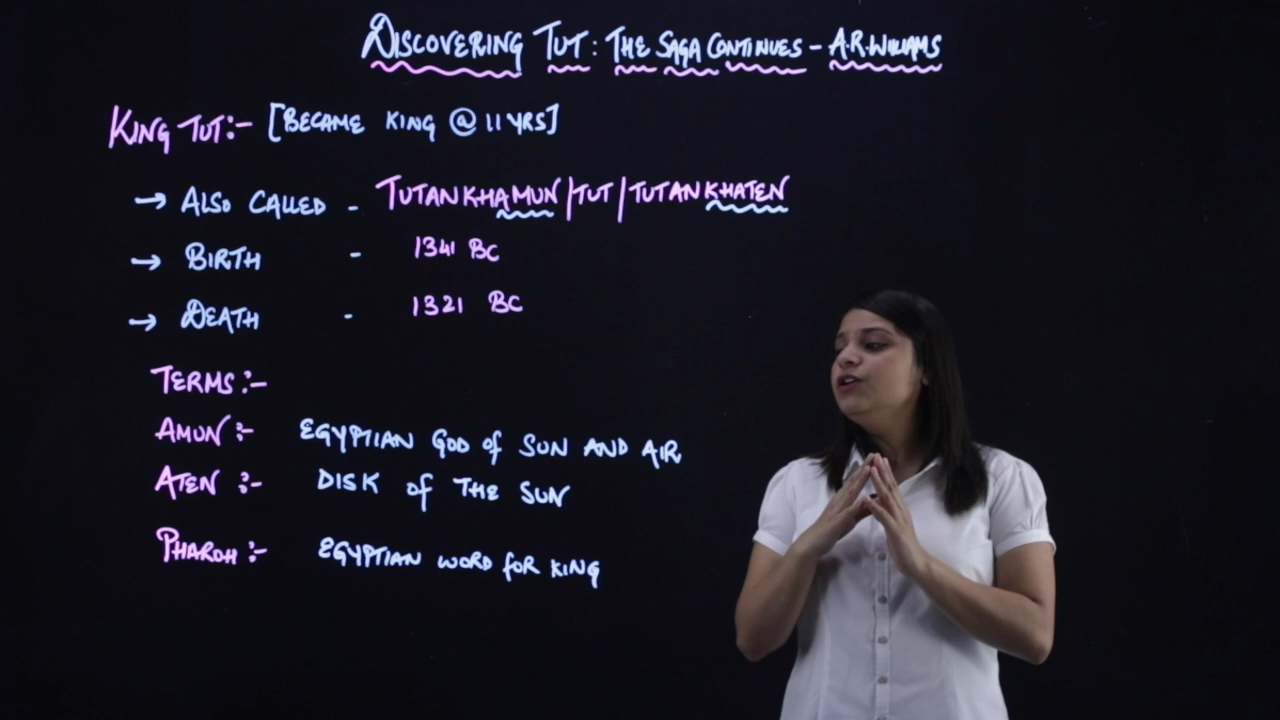 DISCOVERING TUT: THE SAGA CONTINUES - A.R.WILLIAMS
KING TUT:- [BECAME KING @ 11 YRS]
→ ALSO CALLED - TUTANKHAMUN/TUT/TUTANKHATEN
→ BIRTH - 1341 BC
→ DEATH - 1321 BC
TERMS:-
AMUN:- EGYPTIAN GOD of SUN AND AIR
ATEN:- DISK of THE SUN
PHAROH:- EGYPTIAN WORD for KING